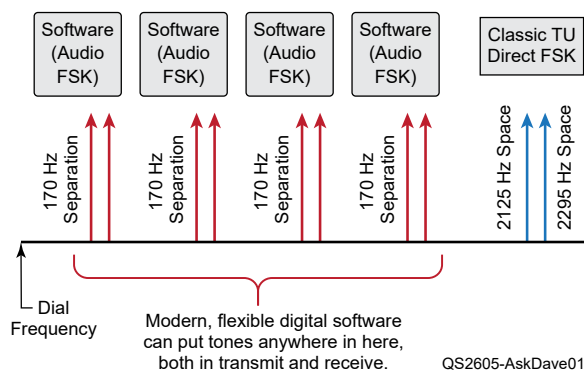 Software
(Audio
FSK)
Software
(Audio
FSK)
Software
(Audio
FSK)
Software
(Audio
FSK)
Classic TU
Direct FSK
170 Hz
Separation
170 Hz
Separation
170 Hz
Separation
170 Hz
Separation
2125 Hz Space
2295 Hz Space
Dial
Frequency
Modern, flexible digital software
can put tones anywhere in here,
both in transmit and receive.
QS2605-AskDave01